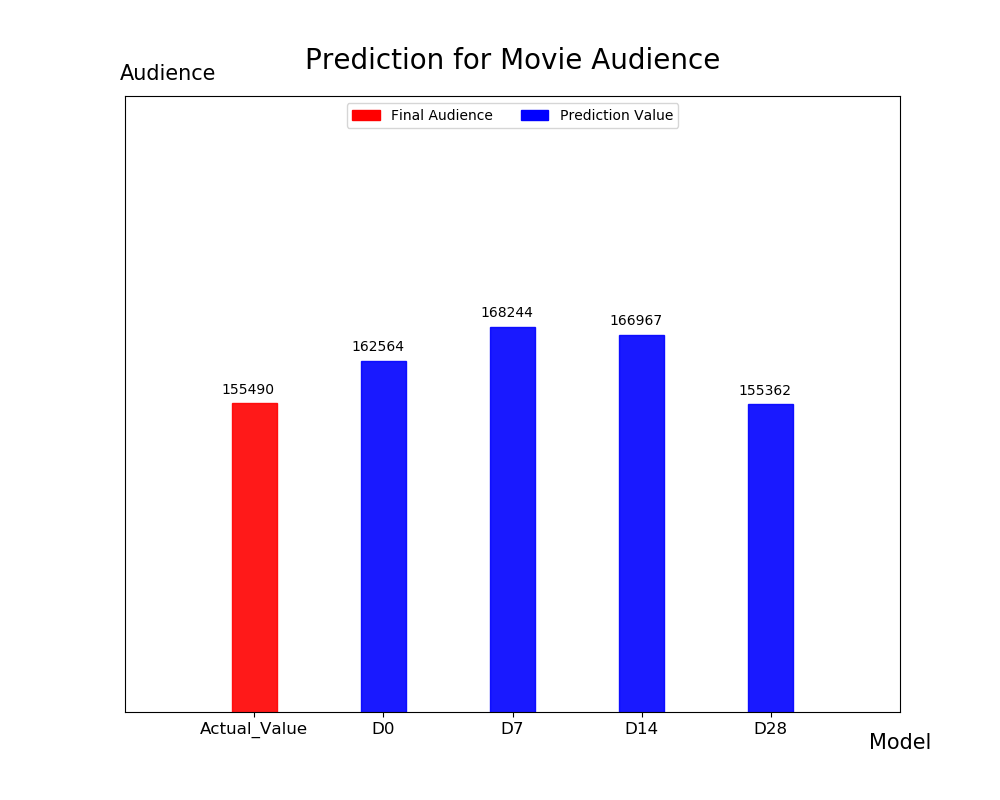 Prediction for Movie Audience
Audience
Final Audience
Prediction Value
155490
162564
168244
166967
155362
Actual_Value
D0
D7
D14
D28
Model